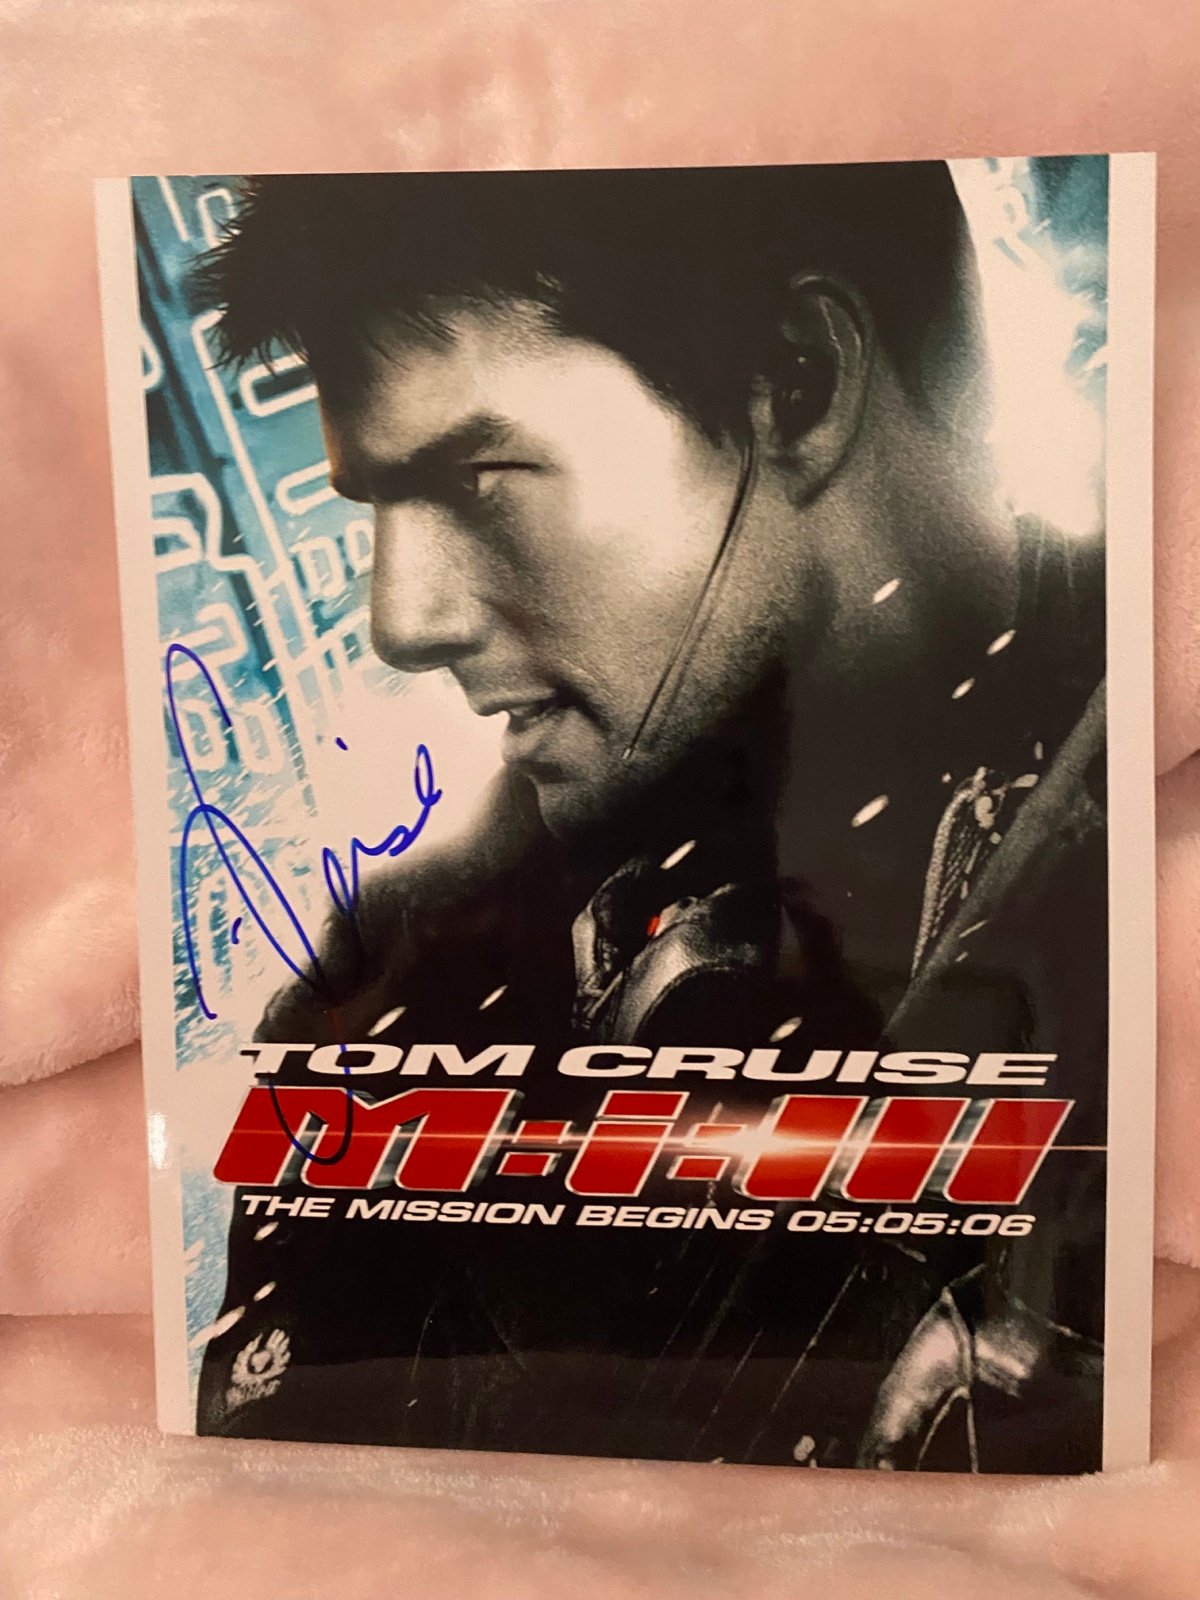 TOM CRUISE
M:i:III
THE MISSION BEGINS 05:05:06